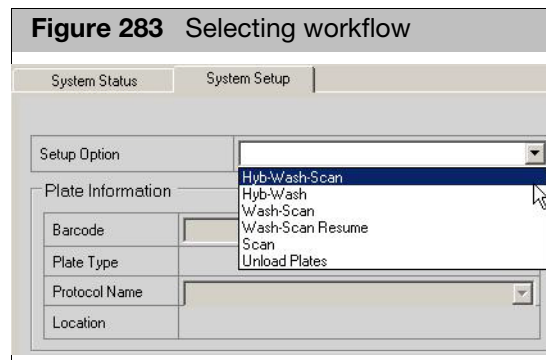 Figure 283 Selecting workflow
System Status System Setup
Setup Option
Hyb-Wash-Scan
Hyb-Wash
Wash-Scan
Wash-Scan Resume
Scan
Unload Plates
Plate Information
Barcode
Plate Type
Protocol Name
Location